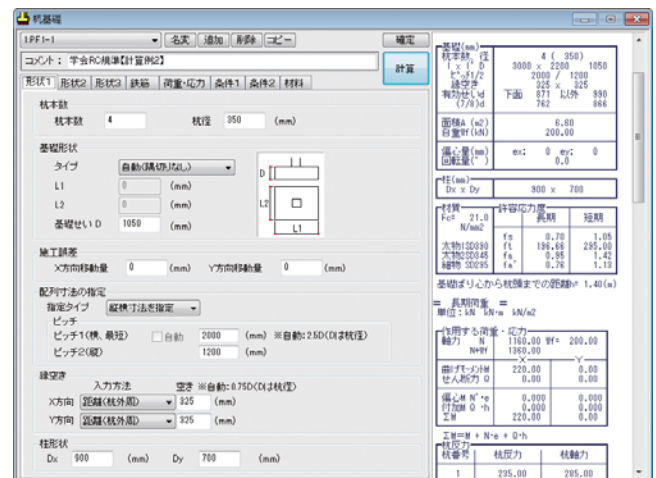 杭基礎
1:PF1-1 名変 追加 削除 コピー 確定
コメント： 学会RC規準【計算例2】 計算
形状1 形状2 形状3 鉄筋 荷重・応力 条件1 条件2 材料
杭本数
杭本数 4 杭径 350 (mm)
基礎形状
タイプ 自動(隅切りなし)
L1 0 (mm)
L2 0 (mm)
基礎せい D 1050 (mm)
D
L2
L1
施工誤差
X方向移動量 0 (mm) Y方向移動量 0 (mm)
配列寸法の指定
指定タイプ 縦横寸法を指定
ピッチ
ピッチ1(横、最短) 自動 2000 (mm) ※自動:2.5D(Dは杭径)
ピッチ2(縦) 1200 (mm)
縁空き
入力方法 空き ※自動:0.75D(Dは杭径)
X方向 距離(杭外周) 325 (mm)
Y方向 距離(杭外周) 325 (mm)
柱形状
Dx 900 (mm) Dy 700 (mm)
基礎(mm)
杭本数、径 4 ( 350)
l x l' D 3000 x 2200 1050
ピッチ1/2 2000 / 1200
縁空き 325 x 325
有効せいd 下面 871 以外 990
(7/8)d 762 866
面積A (m2) 6.60
自重Wf(kN) 200.00
偏心量(mm) ex: 0 ey: 0
回転量(°) 0.0
柱(mm)
Dx x Dy 900 x 700
材質 許容応力度
Fc= 21.0 長期 短期
N/mm2
fs 0.70 1.05
太物1SD390 ft 196.66 295.00
太物2SD345 fa 0.95 1.42
細物 SD295 fa' 0.76 1.13
基礎ばり心から杭頭までの距離h= 1.40(m)
= 長期荷重 =
単位：kN kN・m kN/m2
作用する荷重・応力
軸力 N 1160.00 Wf= 200.00
N+Wf 1360.00
X Y
曲げモーメントM 220.00 0.00
せん断力 Q 0.00 0.00
偏心M N'・e 0.000 0.000
付加M Q ・h 0.000 0.000
ΣM 220.00 0.00
ΣM=M + N・e + Q・h
杭反力
杭番号 杭反力 杭軸力
1 235.00 285.00